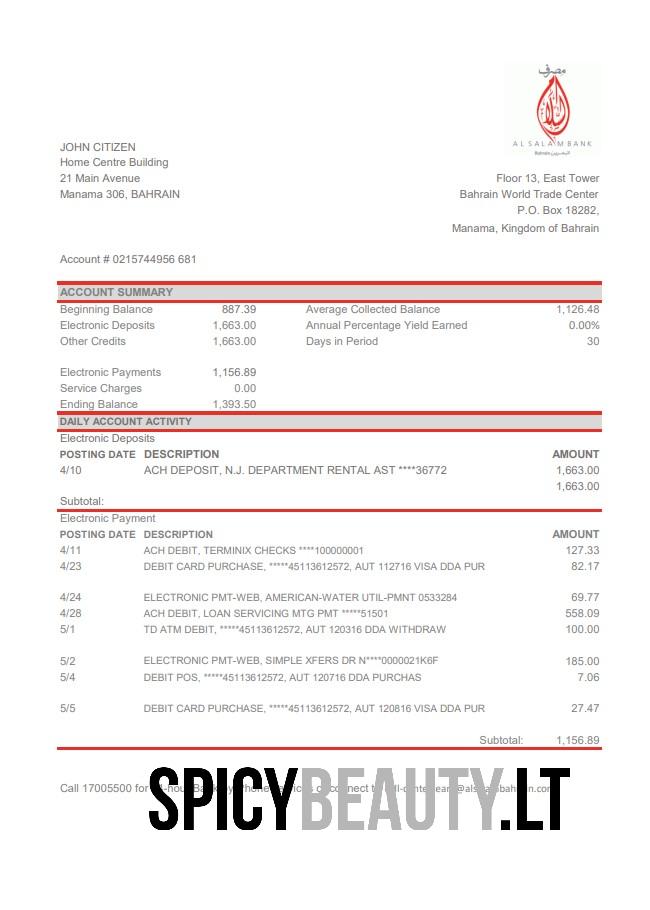 مصرف
AL SALAM BANK
Bahrain البحرين
JOHN CITIZEN
Home Centre Building
21 Main Avenue
Manama 306, BAHRAIN
Floor 13, East Tower
Bahrain World Trade Center
P.O. Box 18282,
Manama, Kingdom of Bahrain
Account # 0215744956 681
ACCOUNT SUMMARY
Beginning Balance 887.39 Average Collected Balance 1,126.48
Electronic Deposits 1,663.00 Annual Percentage Yield Earned 0.00%
Other Credits 1,663.00 Days in Period 30
Electronic Payments 1,156.89
Service Charges 0.00
Ending Balance 1,393.50
DAILY ACCOUNT ACTIVITY
Electronic Deposits
POSTING DATE DESCRIPTION AMOUNT
4/10 ACH DEPOSIT, N.J. DEPARTMENT RENTAL AST ****36772 1,663.00
1,663.00
Subtotal:
Electronic Payment
POSTING DATE DESCRIPTION AMOUNT
4/11 ACH DEBIT, TERMINIX CHECKS ****100000001 127.33
4/23 DEBIT CARD PURCHASE, *****45113612572, AUT 112716 VISA DDA PUR 82.17
4/24 ELECTRONIC PMT-WEB, AMERICAN-WATER UTIL-PMNT 0533284 69.77
4/28 ACH DEBIT, LOAN SERVICING MTG PMT *****51501 558.09
5/1 TD ATM DEBIT, *****45113612572, AUT 120316 DDA WITHDRAW 100.00
5/2 ELECTRONIC PMT-WEB, SIMPLE XFERS DR N****0000021K6F 185.00
5/4 DEBIT POS, *****45113612572, AUT 120716 DDA PURCHAS 7.06
5/5 DEBIT CARD PURCHASE, *****45113612572, AUT 120816 VISA DDA PUR 27.47
Subtotal: 1,156.89
Call 17005500 for
SPICYBEAUTY.LT